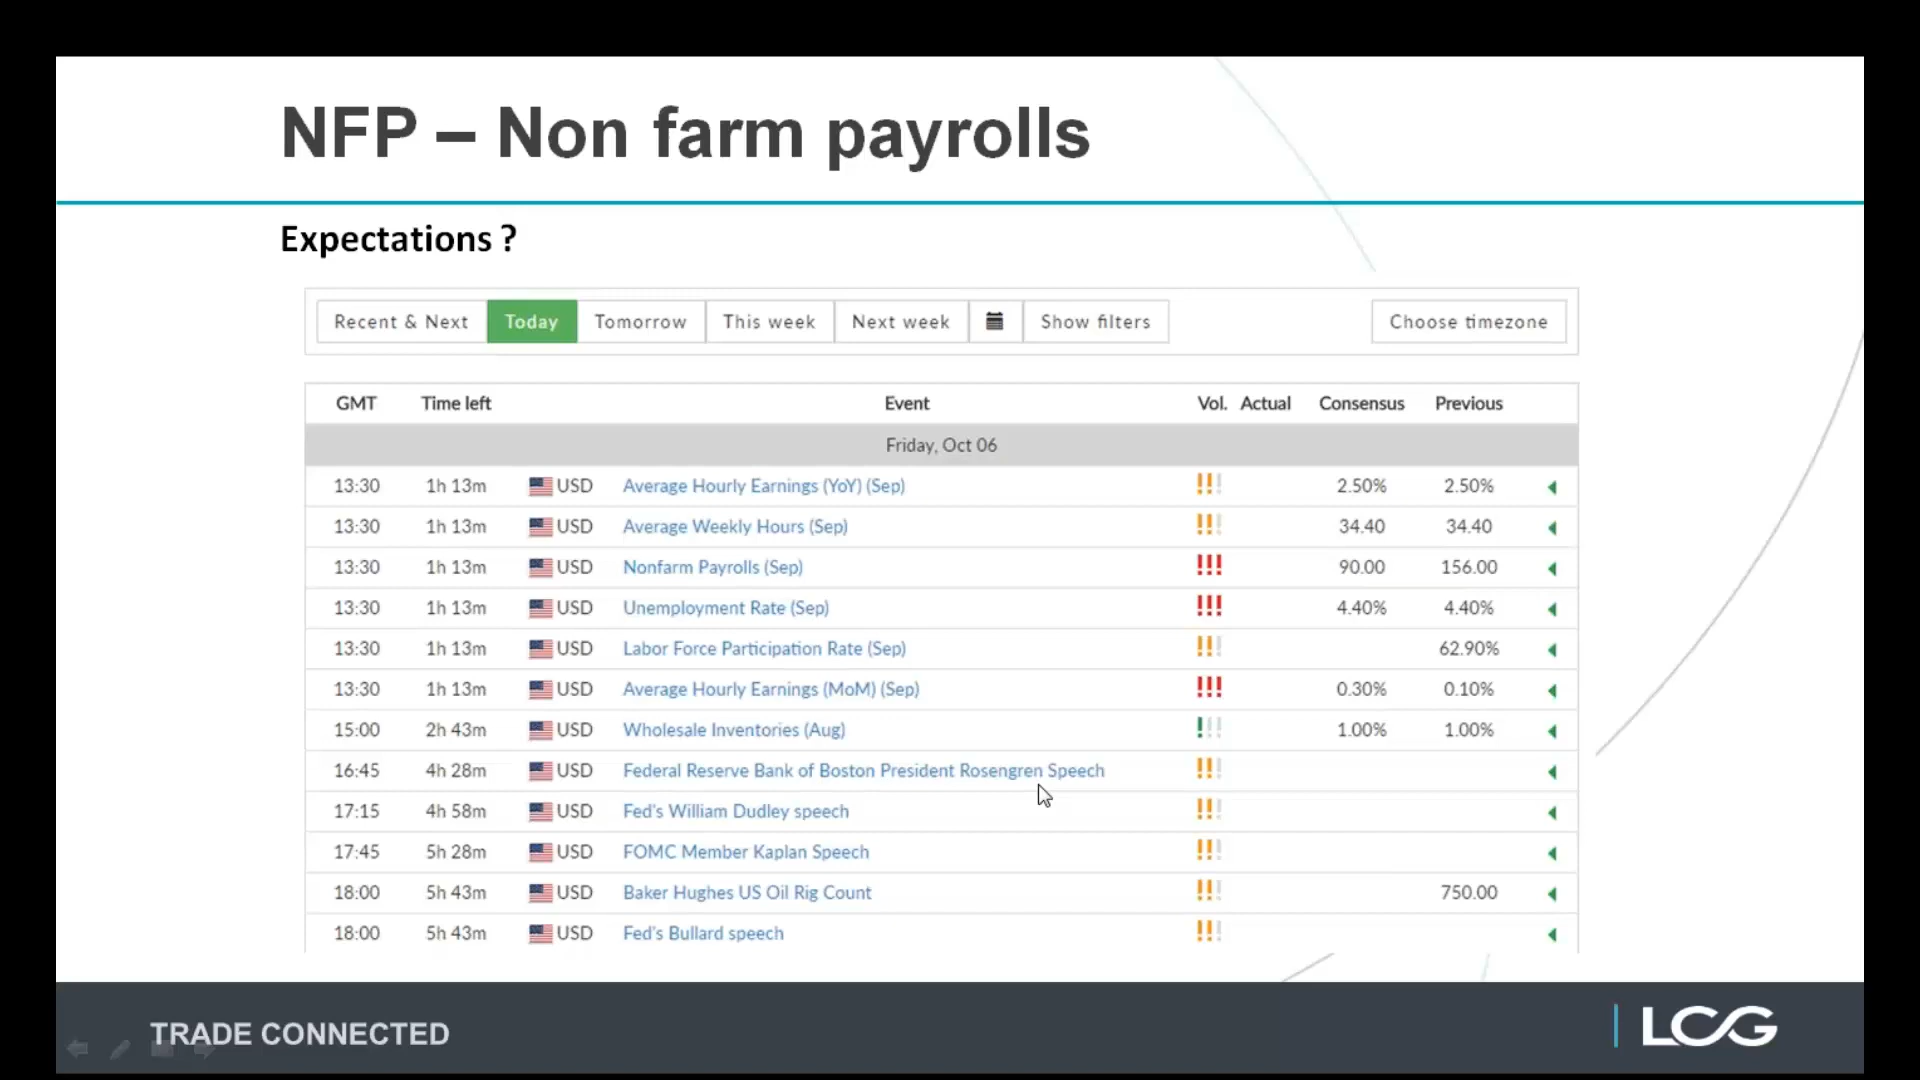 NFP – Non farm payrolls
Expectations ?
Recent & Next Today Tomorrow This week Next week Show filters Choose timezone
GMT Time left Event Vol. Actual Consensus Previous
Friday, Oct 06
13:30 1h 13m USD Average Hourly Earnings (YoY) (Sep) !!! 2.50% 2.50%
13:30 1h 13m USD Average Weekly Hours (Sep) !!! 34.40 34.40
13:30 1h 13m USD Nonfarm Payrolls (Sep) !!! 90.00 156.00
13:30 1h 13m USD Unemployment Rate (Sep) !!! 4.40% 4.40%
13:30 1h 13m USD Labor Force Participation Rate (Sep) !!! 62.90%
13:30 1h 13m USD Average Hourly Earnings (MoM) (Sep) !!! 0.30% 0.10%
15:00 2h 43m USD Wholesale Inventories (Aug) !!! 1.00% 1.00%
16:45 4h 28m USD Federal Reserve Bank of Boston President Rosengren Speech !!!
17:15 4h 58m USD Fed's William Dudley speech !!!
17:45 5h 28m USD FOMC Member Kaplan Speech !!!
18:00 5h 43m USD Baker Hughes US Oil Rig Count !!! 750.00
18:00 5h 43m USD Fed's Bullard speech !!!
TRADE CONNECTED
LCG